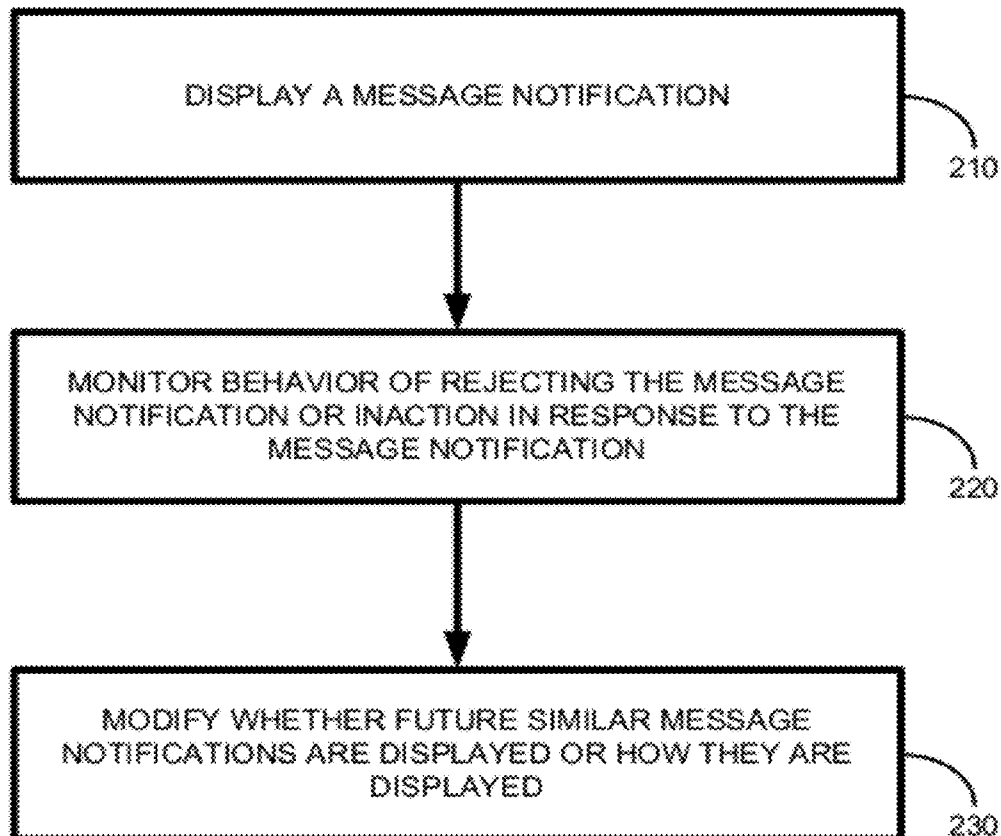 DISPLAY A MESSAGE NOTIFICATION
210
MONITOR BEHAVIOR OF REJECTING THE MESSAGE
NOTIFICATION OR INACTION IN RESPONSE TO THE
MESSAGE NOTIFICATION
220
MODIFY WHETHER FUTURE SIMILAR MESSAGE
NOTIFICATIONS ARE DISPLAYED OR HOW THEY ARE
DISPLAYED
230